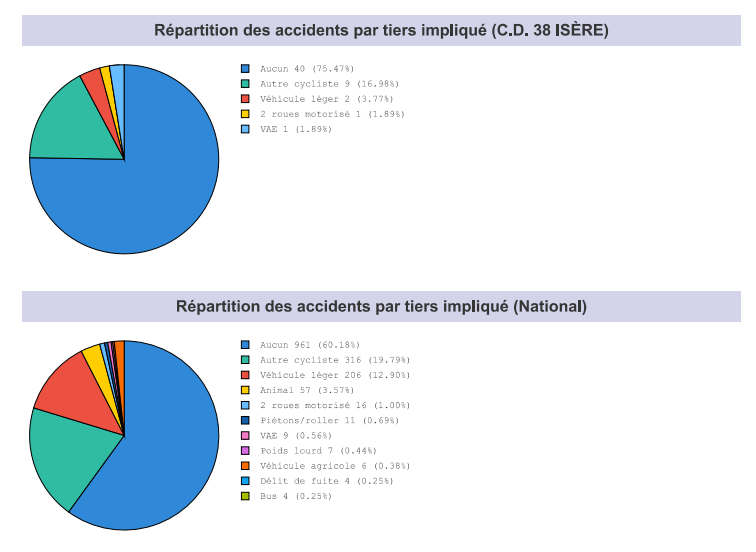 Répartition des accidents par tiers impliqué (C.D. 38 ISÈRE)
Aucun 40 (75.47%)
Autre cycliste 9 (16.98%)
Véhicule léger 2 (3.77%)
2 roues motorisé 1 (1.89%)
VAE 1 (1.89%)
Répartition des accidents par tiers impliqué (National)
Aucun 961 (60.18%)
Autre cycliste 316 (19.79%)
Véhicule léger 206 (12.90%)
Animal 57 (3.57%)
2 roues motorisé 16 (1.00%)
Piétons/roller 11 (0.69%)
VAE 9 (0.56%)
Poids lourd 7 (0.44%)
Véhicule agricole 6 (0.38%)
Délit de fuite 4 (0.25%)
Bus 4 (0.25%)